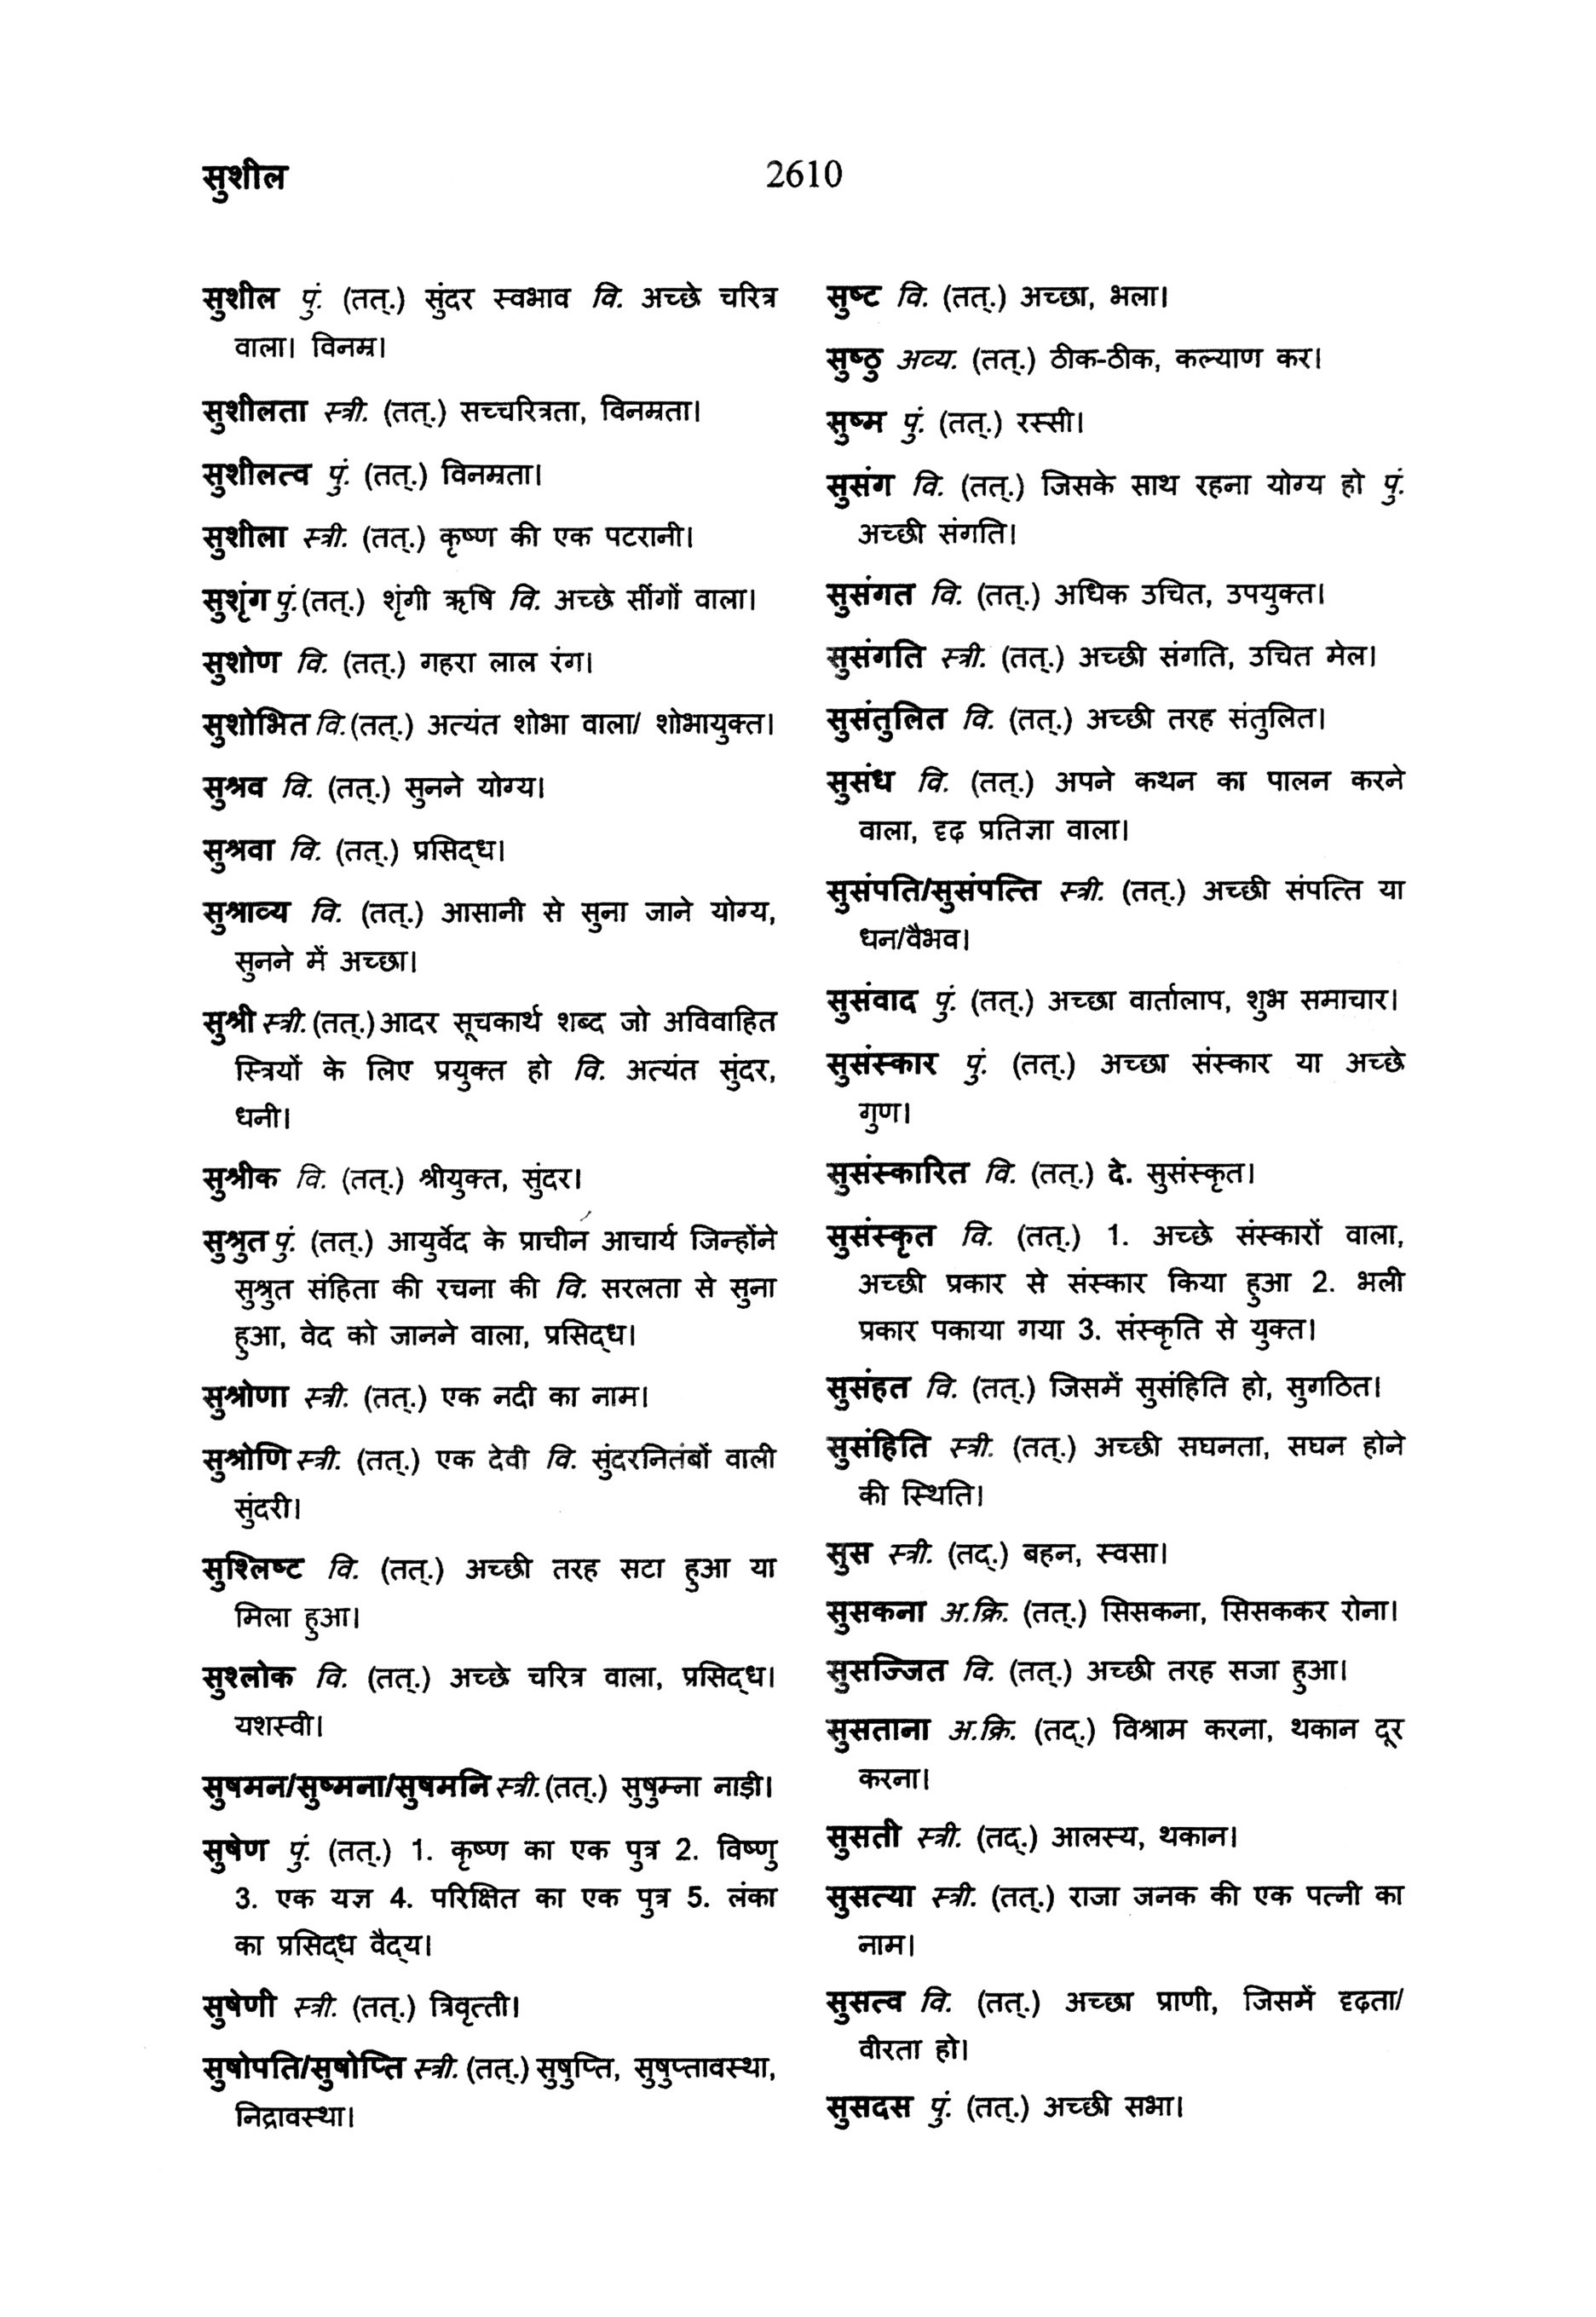 सुशील
2610
सुशील पुं. (तत्.) सुंदर स्वभाव वि. अच्छे चरित्र
वाला। विनम्र।
सुशीलता स्त्री. (तत्.) सच्चरित्रता, विनम्रता।
सुशीलत्व पुं. (तत्.) विनम्रता।
सुशीला स्त्री. (तत्.) कृष्ण की एक पटरानी।
सुशृंग पुं.(तत्.) शृंगी ऋषि वि. अच्छे सींगों वाला।
सुशोण वि. (तत्.) गहरा लाल रंग।
सुशोभित वि.(तत्.) अत्यंत शोभा वाला/ शोभायुक्त।
सुश्रव वि. (तत्.) सुनने योग्य।
सुश्रवा वि. (तत्.) प्रसिद्ध।
सुश्राव्य वि. (तत्.) आसानी से सुना जाने योग्य,
सुनने में अच्छा।
सुश्री स्त्री. (तत्.) आदर सूचकार्थ शब्द जो अविवाहित
स्त्रियों के लिए प्रयुक्त हो वि. अत्यंत सुंदर,
धनी।
सुश्रीक वि. (तत्.) श्रीयुक्त, सुंदर।
सुश्रुत पुं. (तत्.) आयुर्वेद के प्राचीन आचार्य जिन्होंने
सुश्रुत संहिता की रचना की वि. सरलता से सुना
हुआ, वेद को जानने वाला, प्रसिद्ध।
सुश्रोणा स्त्री. (तत्.) एक नदी का नाम।
सुश्रोणि स्त्री. (तत्.) एक देवी वि. सुंदरनितंबों वाली
सुंदरी।
सुश्लिष्ट वि. (तत्.) अच्छी तरह सटा हुआ या
मिला हुआ।
सुश्लोक वि. (तत्.) अच्छे चरित्र वाला, प्रसिद्ध।
यशस्वी।
सुषमन/सुष्मना/सुषमनि स्त्री.(तत्.) सुषुम्ना नाड़ी।
सुषेण पुं. (तत्.) 1. कृष्ण का एक पुत्र 2. विष्णु
3. एक यज्ञ 4. परिक्षित का एक पुत्र 5. लंका
का प्रसिद्ध वैद्य।
सुषेणी स्त्री. (तत्.) त्रिवृत्ती।
सुषोपति/सुषोप्ति स्त्री. (तत्.) सुषुप्ति, सुषुप्तावस्था,
निद्रावस्था।
सुष्ट वि. (तत्.) अच्छा, भला।
सुष्ठु अव्य. (तत्.) ठीक-ठीक, कल्याण कर।
सुष्म पुं. (तत्.) रस्सी।
सुसंग वि. (तत्.) जिसके साथ रहना योग्य हो पुं.
अच्छी संगति।
सुसंगत वि. (तत्.) अधिक उचित, उपयुक्त।
सुसंगति स्त्री. (तत्.) अच्छी संगति, उचित मेल।
सुसंतुलित वि. (तत्.) अच्छी तरह संतुलित।
सुसंध वि. (तत्.) अपने कथन का पालन करने
वाला, दृढ़ प्रतिज्ञा वाला।
सुसंपति/सुसंपत्ति स्त्री. (तत्.) अच्छी संपत्ति या
धन/वैभव।
सुसंवाद पुं. (तत्.) अच्छा वार्तालाप, शुभ समाचार।
सुसंस्कार पुं. (तत्.) अच्छा संस्कार या अच्छे
गुण।
सुसंस्कारित वि. (तत्.) दे. सुसंस्कृत।
सुसंस्कृत वि. (तत्.) 1. अच्छे संस्कारों वाला,
अच्छी प्रकार से संस्कार किया हुआ 2. भली
प्रकार पकाया गया 3. संस्कृति से युक्त।
सुसंहत वि. (तत्.) जिसमें सुसंहिति हो, सुगठित।
सुसंहिति स्त्री. (तत्.) अच्छी सघनता, सघन होने
की स्थिति।
सुस स्त्री. (तद्.) बहन, स्वसा।
सुसकना अ.क्रि. (तत्.) सिसकना, सिसककर रोना।
सुसज्जित वि. (तत्.) अच्छी तरह सजा हुआ।
सुसताना अ.क्रि. (तद्.) विश्राम करना, थकान दूर
करना।
सुसती स्त्री. (तद्.) आलस्य, थकान।
सुसत्या स्त्री. (तत्.) राजा जनक की एक पत्नी का
नाम।
सुसत्व वि. (तत्.) अच्छा प्राणी, जिसमें दृढ़ता/
वीरता हो।
सुसदस पुं. (तत्.) अच्छी सभा।